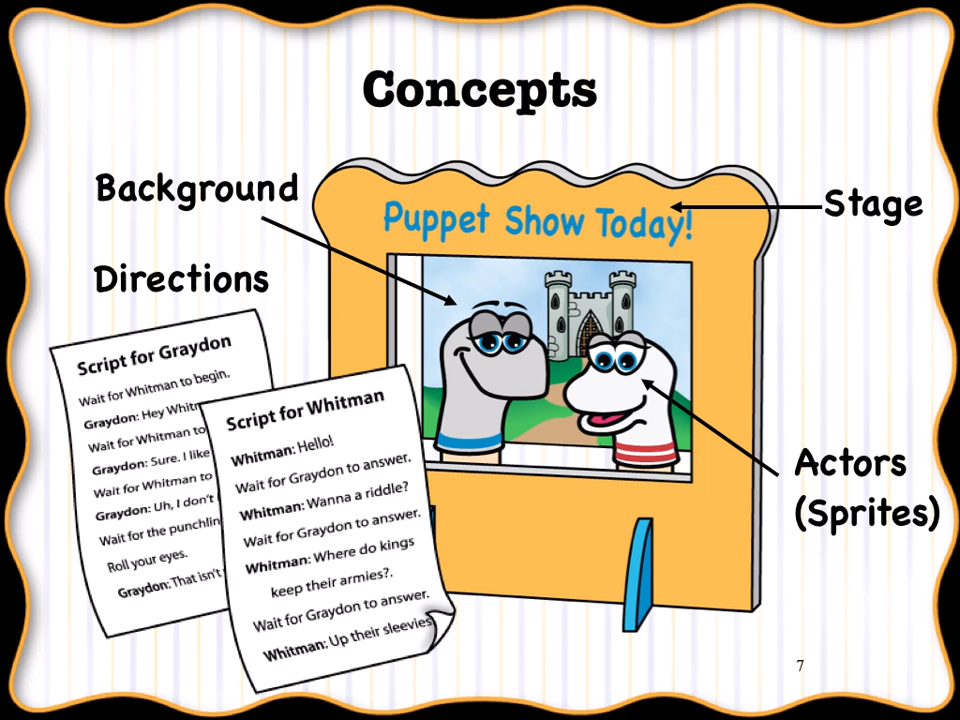 Concepts
Background
Stage
Puppet Show Today!
Directions
Script for Graydon
Wait for Whitman to begin.
Graydon: Hey
Wait for Whitman to
Graydon: Sure. I like
Wait for Whitman to
Graydon: Uh, I don't
Wait for the
Roll your eyes.
Graydon: That isn't
Script for Whitman
Whitman: Hello!
Wait for Graydon to answer.
Whitman: Wanna a riddle?
Wait for Graydon to answer.
Whitman: Where do kings
keep their armies?.
Wait for Graydon to answer.
Whitman: Up their sleevies
Actors
(Sprites)
7